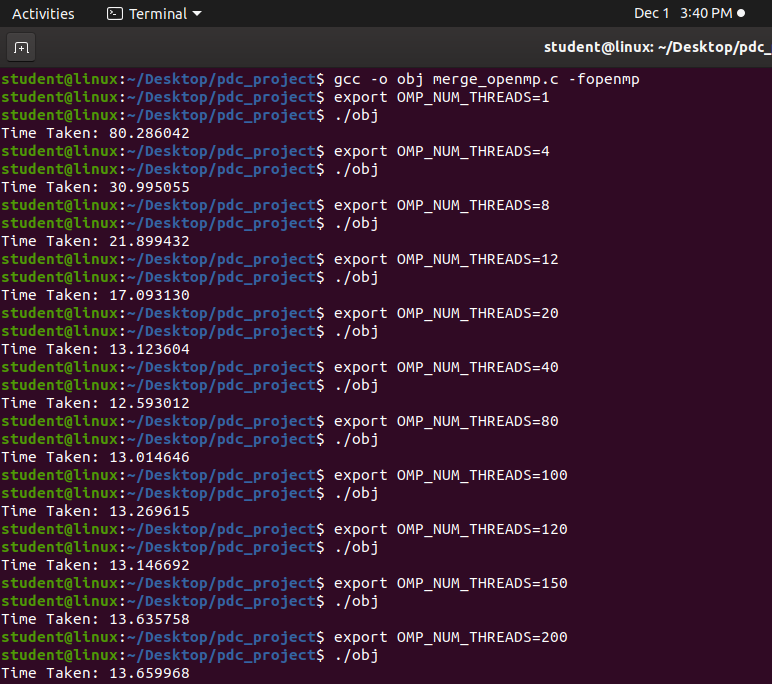 Activities Terminal Dec 1 3:40 PM
student@linux: ~/Desktop/pdc_
student@linux:~/Desktop/pdc_project$ gcc -o obj merge_openmp.c -fopenmp
student@linux:~/Desktop/pdc_project$ export OMP_NUM_THREADS=1
student@linux:~/Desktop/pdc_project$ ./obj
Time Taken: 80.286042
student@linux:~/Desktop/pdc_project$ export OMP_NUM_THREADS=4
student@linux:~/Desktop/pdc_project$ ./obj
Time Taken: 30.995055
student@linux:~/Desktop/pdc_project$ export OMP_NUM_THREADS=8
student@linux:~/Desktop/pdc_project$ ./obj
Time Taken: 21.899432
student@linux:~/Desktop/pdc_project$ export OMP_NUM_THREADS=12
student@linux:~/Desktop/pdc_project$ ./obj
Time Taken: 17.093130
student@linux:~/Desktop/pdc_project$ export OMP_NUM_THREADS=20
student@linux:~/Desktop/pdc_project$ ./obj
Time Taken: 13.123604
student@linux:~/Desktop/pdc_project$ export OMP_NUM_THREADS=40
student@linux:~/Desktop/pdc_project$ ./obj
Time Taken: 12.593012
student@linux:~/Desktop/pdc_project$ export OMP_NUM_THREADS=80
student@linux:~/Desktop/pdc_project$ ./obj
Time Taken: 13.014646
student@linux:~/Desktop/pdc_project$ export OMP_NUM_THREADS=100
student@linux:~/Desktop/pdc_project$ ./obj
Time Taken: 13.269615
student@linux:~/Desktop/pdc_project$ export OMP_NUM_THREADS=120
student@linux:~/Desktop/pdc_project$ ./obj
Time Taken: 13.146692
student@linux:~/Desktop/pdc_project$ export OMP_NUM_THREADS=150
student@linux:~/Desktop/pdc_project$ ./obj
Time Taken: 13.635758
student@linux:~/Desktop/pdc_project$ export OMP_NUM_THREADS=200
student@linux:~/Desktop/pdc_project$ ./obj
Time Taken: 13.659968